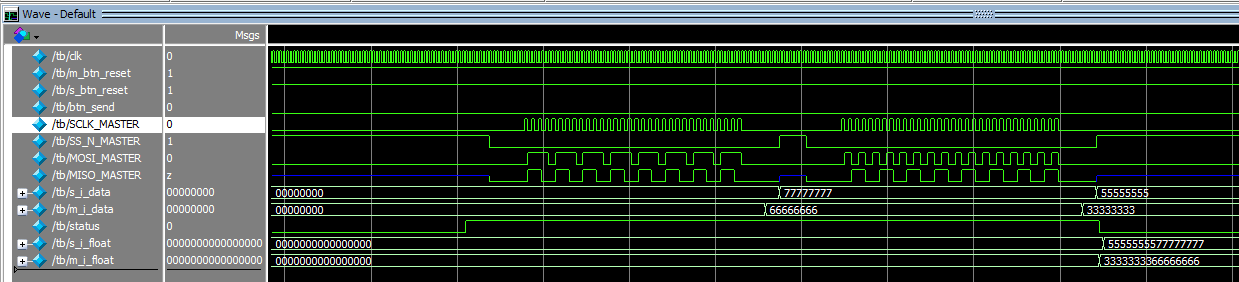 Wave - Default
Msgs
/tb/clk 0
/tb/m_btn_reset 1
/tb/s_btn_reset 1
/tb/btn_send 0
/tb/SCLK_MASTER 0
/tb/SS_N_MASTER 1
/tb/MOSI_MASTER 0
/tb/MISO_MASTER z
/tb/s_i_data 00000000 00000000 77777777 55555555
/tb/m_i_data 00000000 00000000 66666666 33333333
/tb/status 0
/tb/s_i_float 0000000000000000 0000000000000000 5555555577777777
/tb/m_i_float 0000000000000000 0000000000000000 3333333366666666